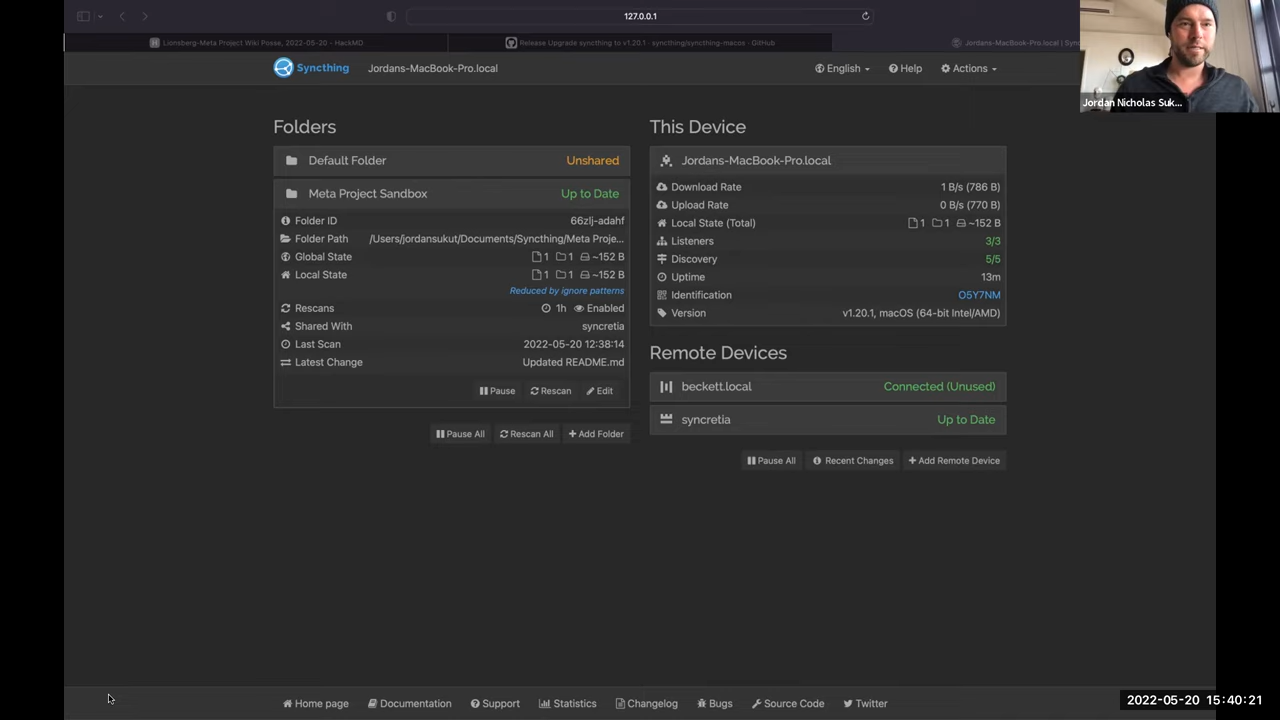 127.0.0.1
Lionsberg-Meta Project Wiki Posse, 2022-05-20 - HackMD
Release Upgrade syncthing to v1.20.1 · syncthing/syncthing-macos · GitHub
Jordans-MacBook-Pro.local | Sync
Syncthing
Jordans-MacBook-Pro.local
English
Help
Actions
Jordan Nicholas Suk...
Folders
Default Folder Unshared
Meta Project Sandbox Up to Date
Folder ID 66zlj-adahf
Folder Path /Users/jordansukut/Documents/Syncthing/Meta Proje...
Global State 1 1 ~152 B
Local State 1 1 ~152 B
Reduced by ignore patterns
Rescans 1h Enabled
Shared With syncretia
Last Scan 2022-05-20 12:38:14
Latest Change Updated README.md
Pause Rescan Edit
Pause All Rescan All Add Folder
This Device
Jordans-MacBook-Pro.local
Download Rate 1 B/s (786 B)
Upload Rate 0 B/s (770 B)
Local State (Total) 1 1 ~152 B
Listeners 3/3
Discovery 5/5
Uptime 13m
Identification O5Y7NM
Version v1.20.1, macOS (64-bit Intel/AMD)
Remote Devices
beckett.local Connected (Unused)
syncretia Up to Date
Pause All Recent Changes Add Remote Device
Home page Documentation Support Statistics Changelog Bugs Source Code Twitter
2022-05-20 15:40:21